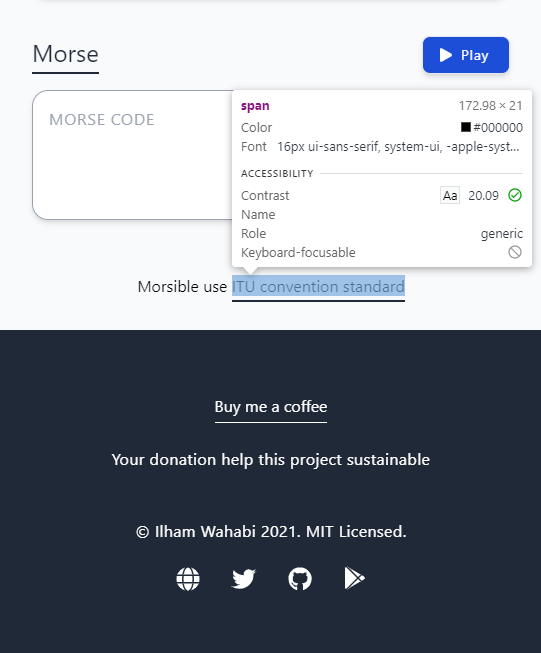 Morse
Play
MORSE CODE
span 172.98 × 21
Color #000000
Font 16px ui-sans-serif, system-ui, -apple-syst...
ACCESSIBILITY
Contrast Aa 20.09
Name
Role generic
Keyboard-focusable
Morsible use ITU convention standard
Buy me a coffee
Your donation help this project sustainable
© Ilham Wahabi 2021. MIT Licensed.